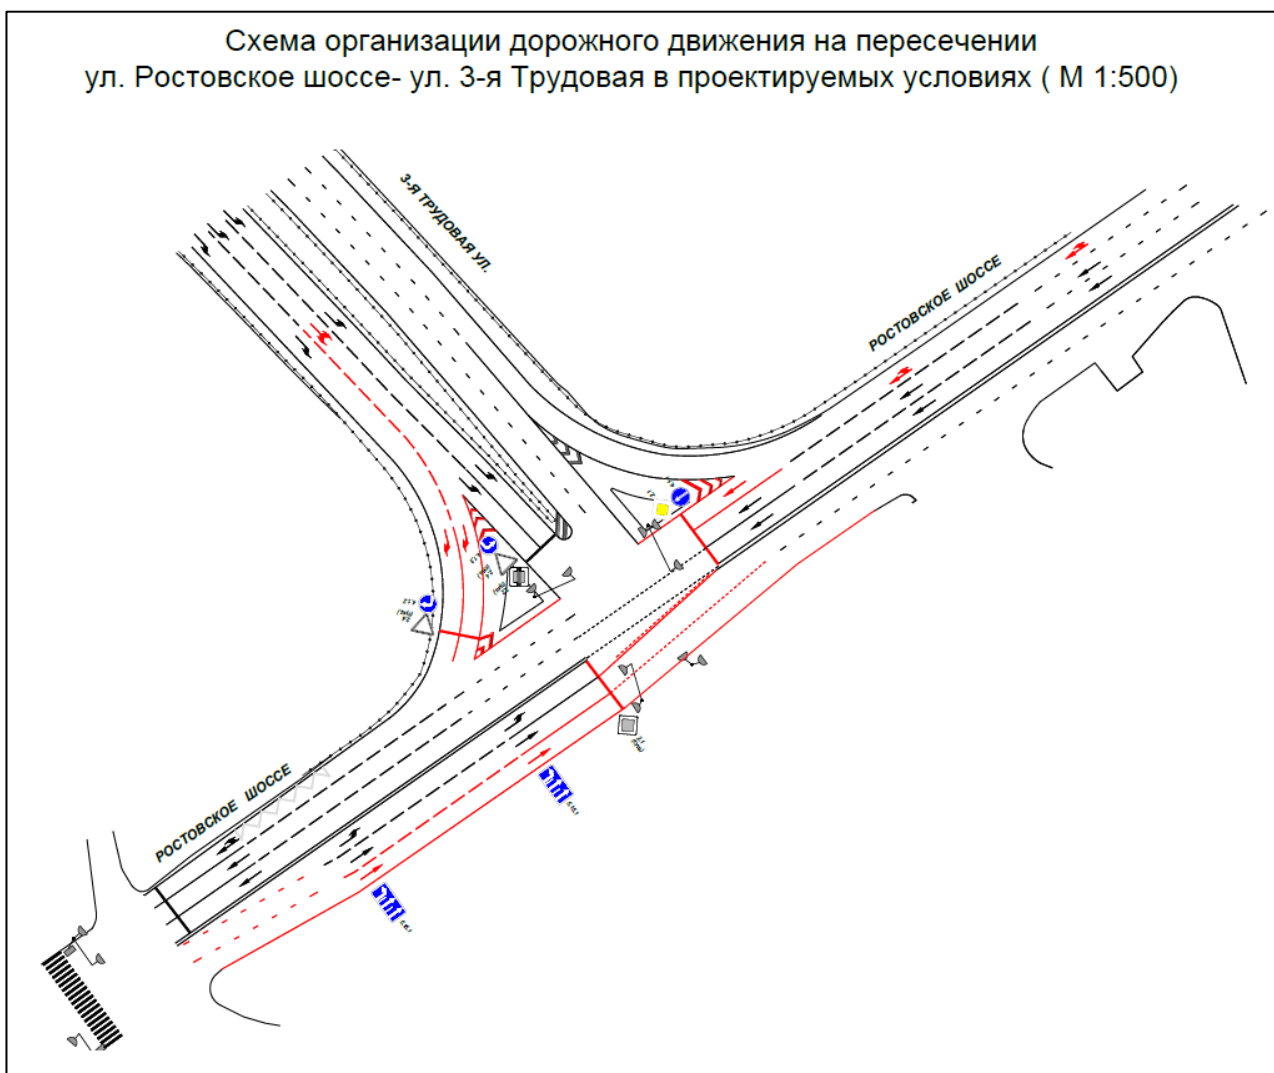 Схема организации дорожного движения на пересечении
ул. Ростовское шоссе- ул. 3-я Трудовая в проектируемых условиях ( М 1:500)
3-Я ТРУДОВАЯ УЛ.
РОСТОВСКОЕ ШОССЕ
РОСТОВСКОЕ ШОССЕ